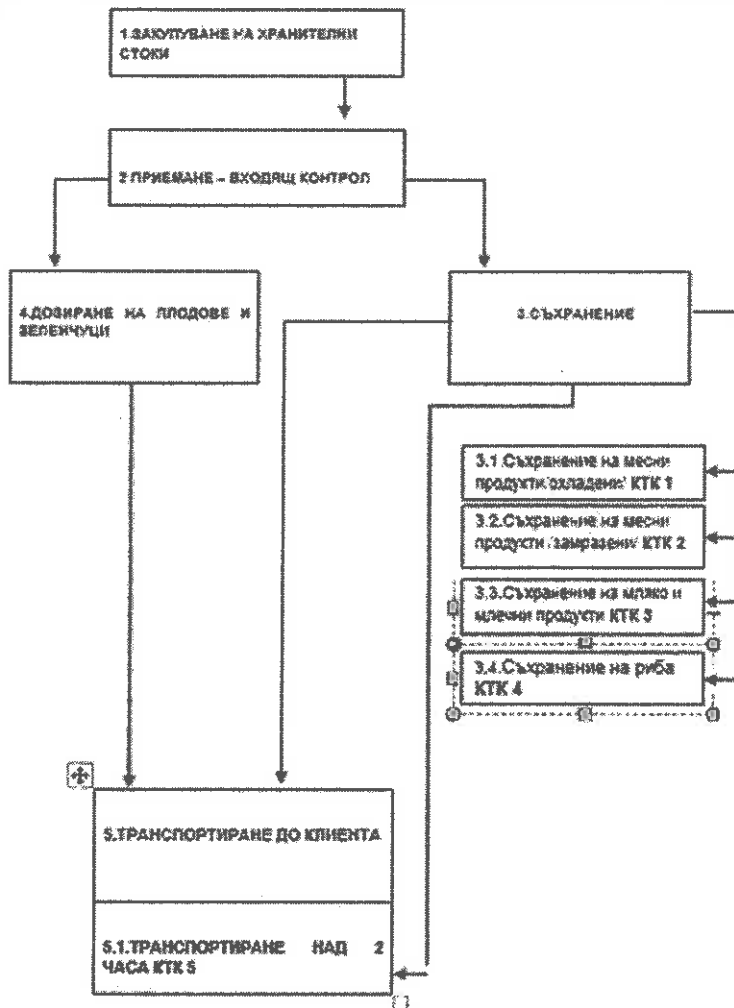 1.ЗАКУПУВАНЕ НА ХРАНИТЕЛНИ
СТОКИ
2.ПРИЕМАНЕ – ВХОДЯЩ КОНТРОЛ
4.ДОЗИРАНЕ НА ПЛОДОВЕ И
ЗЕЛЕНЧУЦИ
3.СЪХРАНЕНИЕ
3.1.Съхранение на месни
продукти/охладени/ КТК 1
3.2.Съхранение на месни
продукти /замразени/ КТК 2
3.3.Съхранение на мляко и
млечни продукти КТК 3
3.4.Съхранение на риба
КТК 4
5.ТРАНСПОРТИРАНЕ ДО КЛИЕНТА
5.1.ТРАНСПОРТИРАНЕ НАД 2
ЧАСА КТК 5